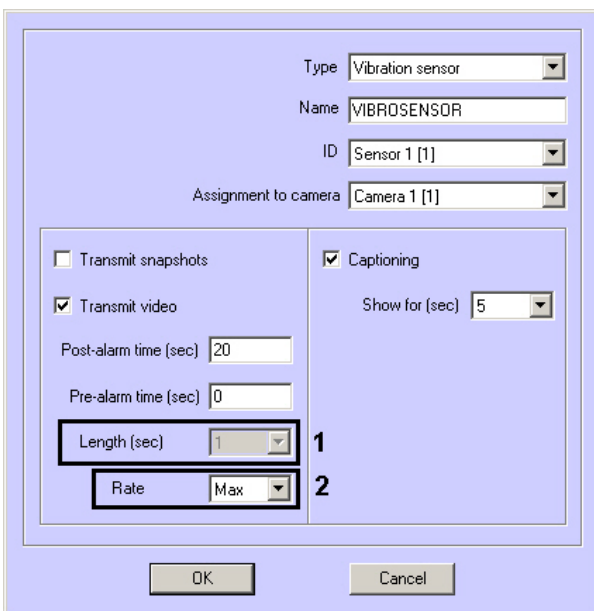 Type Vibration sensor
Name VIBROSENSOR
ID Sensor 1 [1]
Assignment to camera Camera 1 [1]
Transmit snapshots
Captioning
Transmit video
Show for (sec) 5
Post-alarm time (sec) 20
Pre-alarm time (sec) 0
Length (sec) 1 1
Rate Max 2
OK Cancel